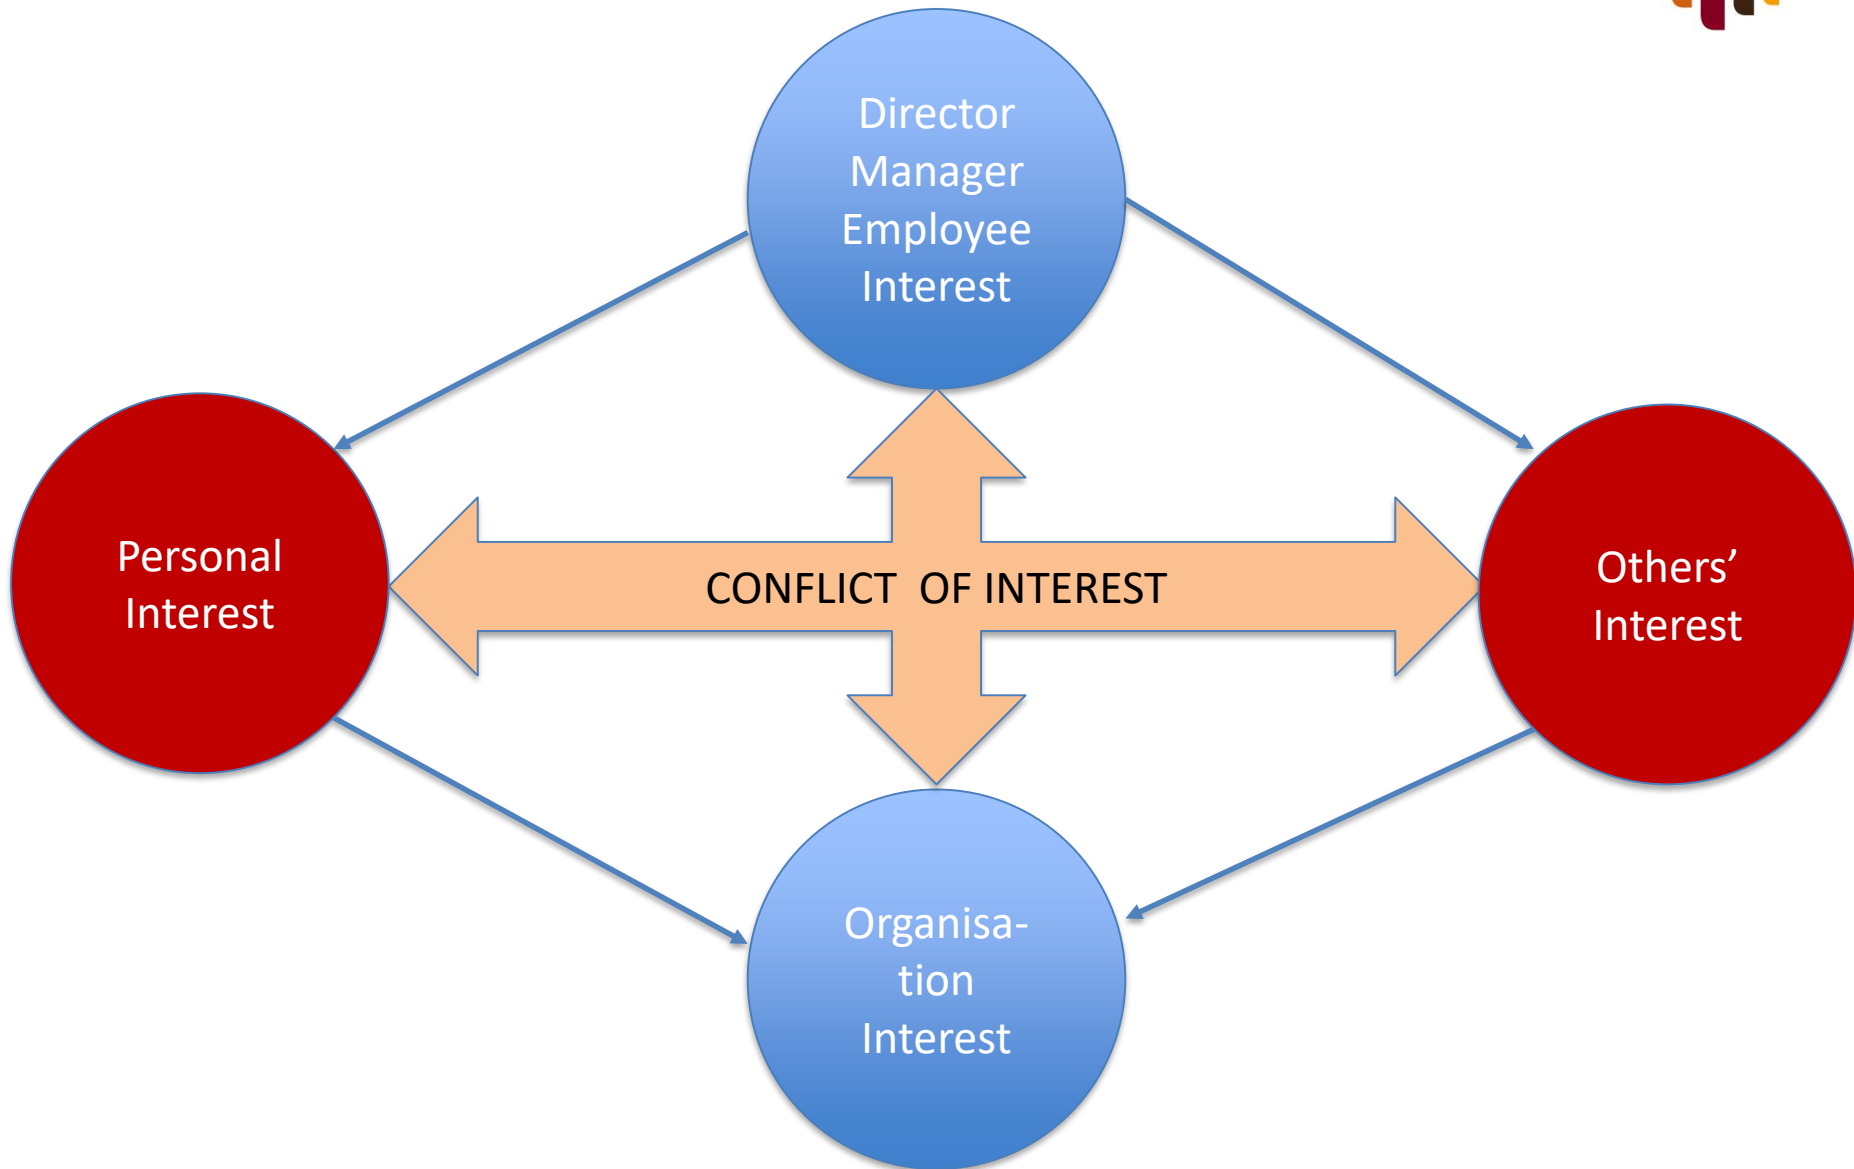 Director
Manager
Employee
Interest
Personal
Interest
CONFLICT  OF INTEREST
Others’
Interest
Organisa-
tion
Interest